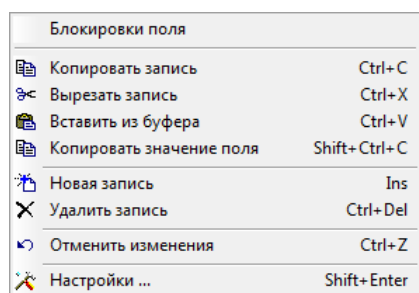 Блокировки поля
Копировать запись Ctrl+C
Вырезать запись Ctrl+X
Вставить из буфера Ctrl+V
Копировать значение поля Shift+Ctrl+C
Новая запись Ins
Удалить запись Ctrl+Del
Отменить изменения Ctrl+Z
Настройки ... Shift+Enter